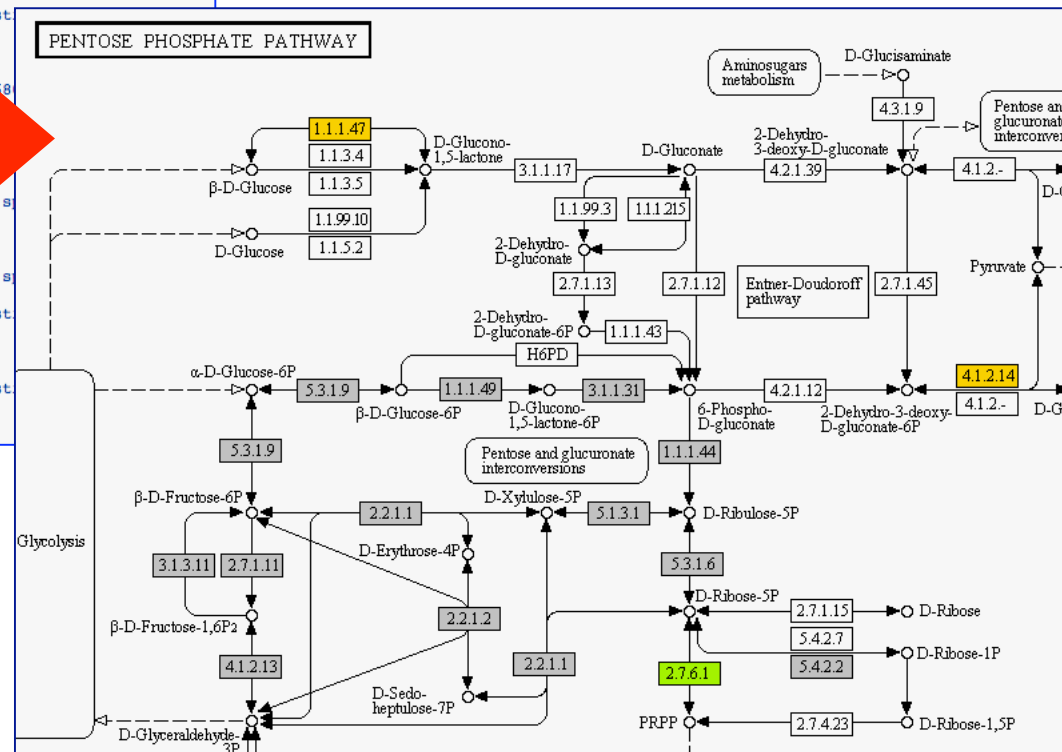 PENTOSE PHOSPHATE PATHWAY
Aminosugars
metabolism
D-Glucisaminate
4.3.1.9
1.1.1.47
1.1.3.4
1.1.3.5
β-D-Glucose
D-Glucono-
1,5-lactone
3.1.1.17
D-Gluconate
2-Dehydro-
3-deoxy-D-gluconate
4.2.1.39
4.1.2.-
1.1.99.10
1.1.5.2
D-Glucose
1.1.99.3
1.1.1.215
2-Dehydro-
D-gluconate
Pyruvate
2.7.1.13
2.7.1.12
Entner-Doudoroff
pathway
2.7.1.45
2-Dehydro-
D-gluconate-6P
1.1.1.43
H6PD
α-D-Glucose-6P
5.3.1.9
β-D-Glucose-6P
1.1.1.49
D-Glucono-
1,5-lactone-6P
3.1.1.31
6-Phospho-
D-gluconate
4.2.1.12
2-Dehydro-3-deoxy-
D-gluconate-6P
4.1.2.14
4.1.2.-
5.3.1.9
Pentose and glucuronate
interconversions
1.1.1.44
β-D-Fructose-6P
2.2.1.1
D-Xylulose-5P
5.1.3.1
D-Ribulose-5P
Glycolysis
D-Erythrose-4P
3.1.3.11
2.7.1.11
5.3.1.6
D-Ribose-5P
2.7.1.15
D-Ribose
β-D-Fructose-1,6P2
2.2.1.2
5.4.2.7
5.4.2.2
D-Ribose-1P
4.1.2.13
2.2.1.1
2.7.6.1
D-Sedo-
heptulose-7P
D-Glyceraldehyde-
3P
PRPP
2.7.4.23
D-Ribose-1,5P